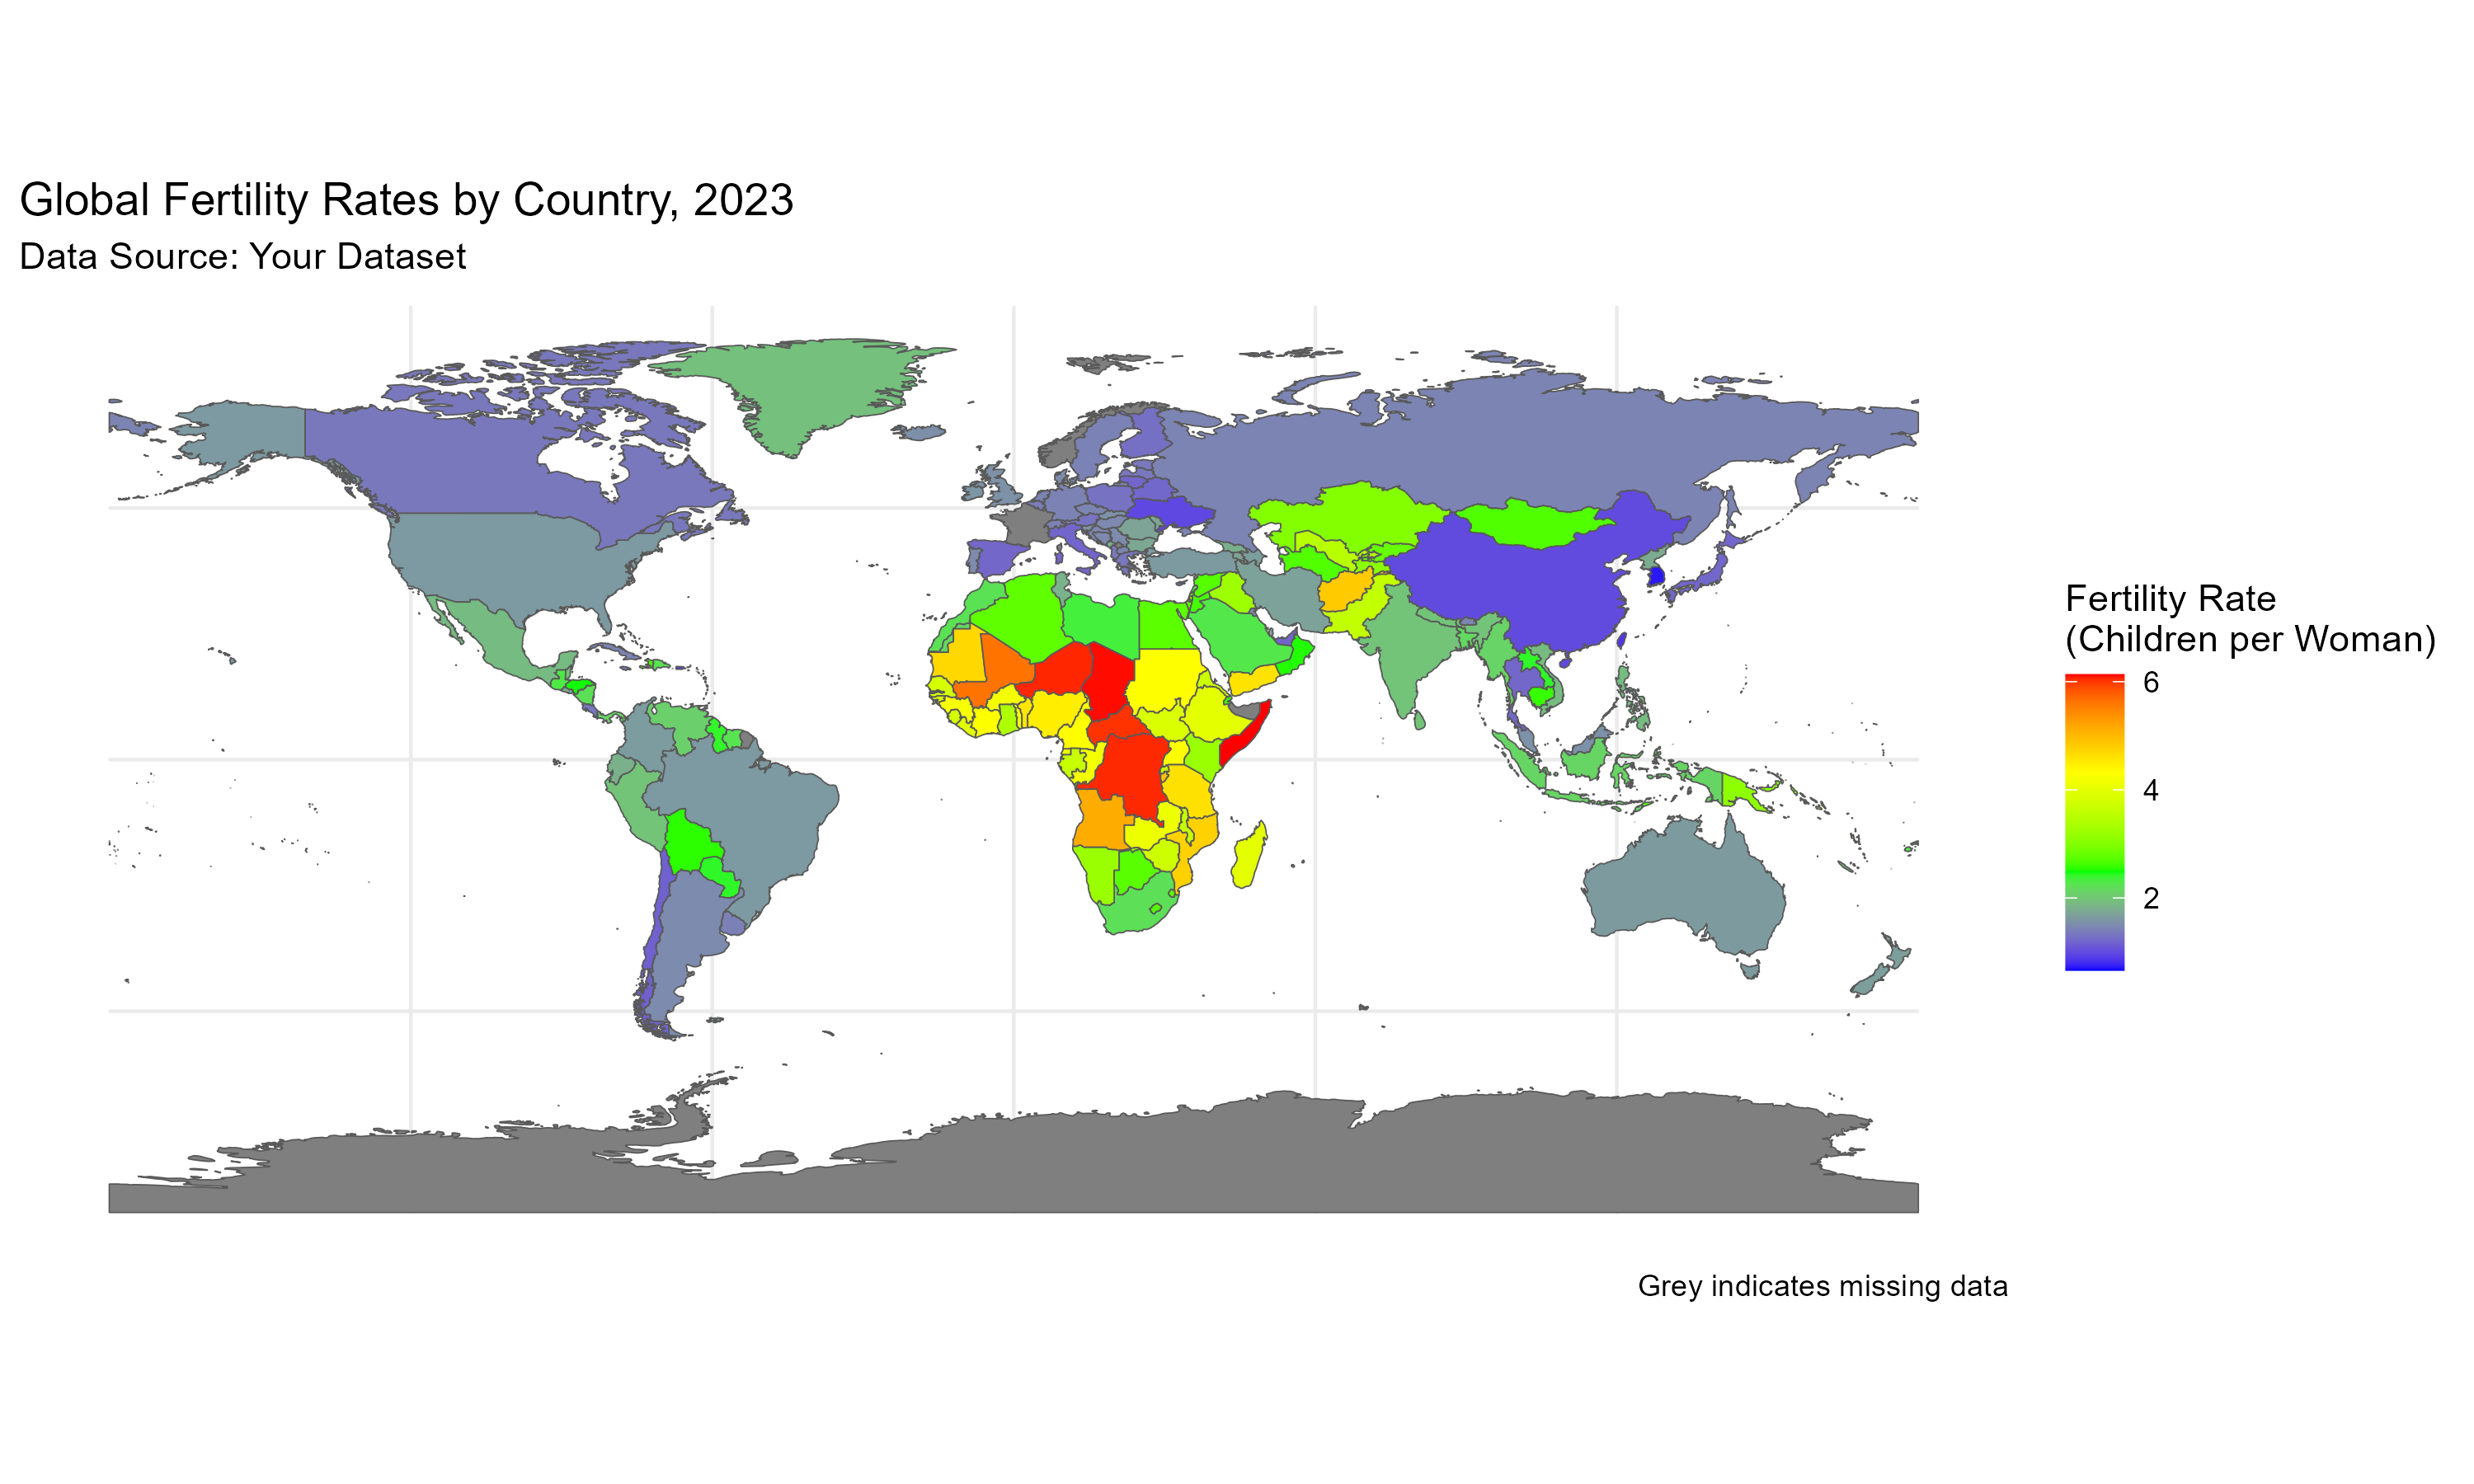 Global Fertility Rates by Country, 2023
Data Source: Your Dataset
Fertility Rate
(Children per Woman)
6
4
2
Grey indicates missing data